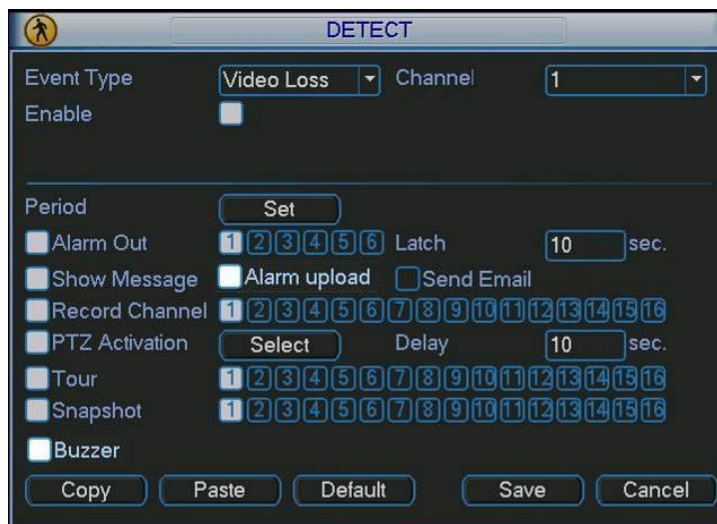 DETECT
Event Type Video Loss Channel 1
Enable
Period Set
Alarm Out 1 2 3 4 5 6 Latch 10 sec.
Show Message Alarm upload Send Email
Record Channel 1 2 3 4 5 6 7 8 9 10 11 12 13 14 15 16
PTZ Activation Select Delay 10 sec.
Tour 1 2 3 4 5 6 7 8 9 10 11 12 13 14 15 16
Snapshot 1 2 3 4 5 6 7 8 9 10 11 12 13 14 15 16
Buzzer
Copy Paste Default Save Cancel